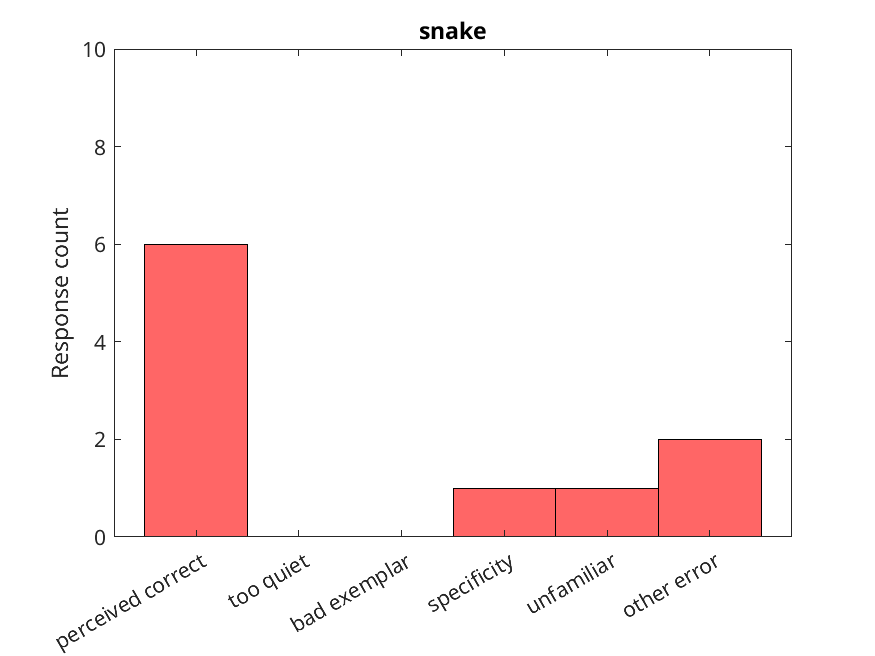 snake
10
8
6
4
2
0
Response count
perceived correct
too quiet
bad exemplar
specificity
unfamiliar
other error